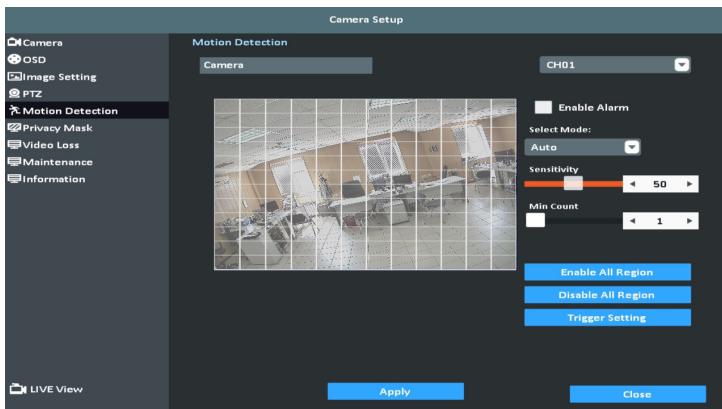 Camera Setup
Camera
OSD
Image Setting
PTZ
Motion Detection
Privacy Mask
Video Loss
Maintenance
Information
LIVE View
Motion Detection
Camera
CH01
Enable Alarm
Select Mode:
Auto
Sensitivity
50
Min Count
1
Enable All Region
Disable All Region
Trigger Setting
Apply
Close